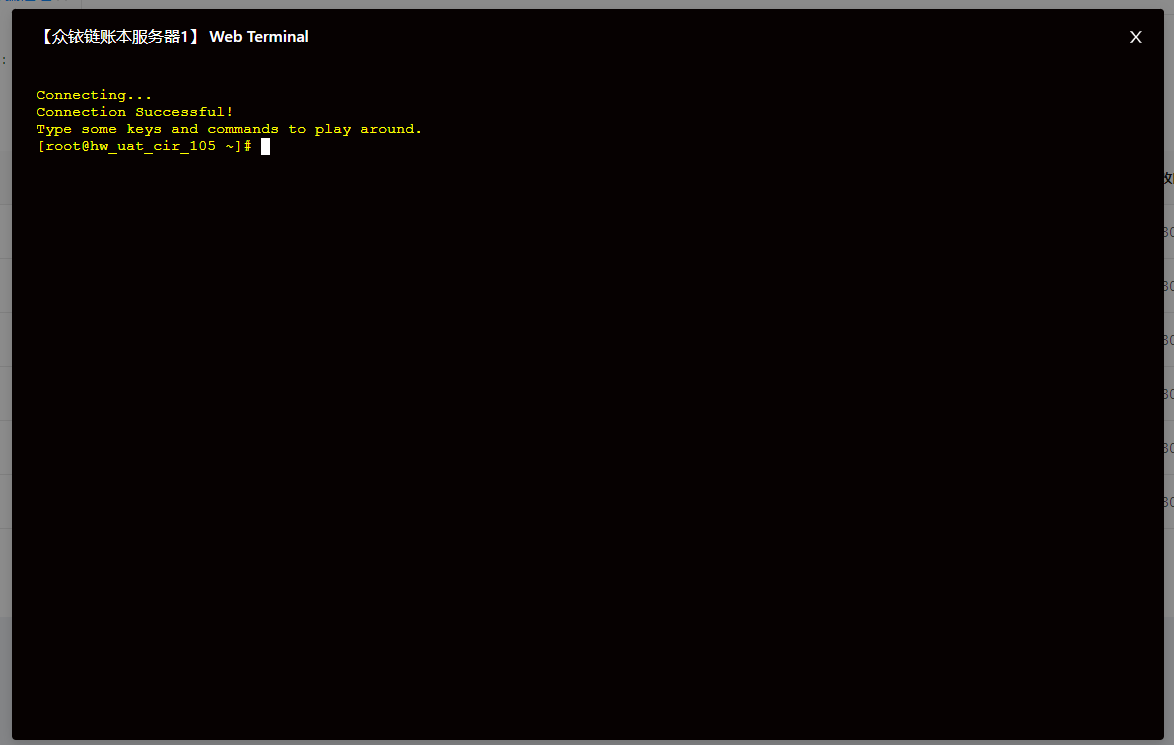 【众铱链账本服务器1】 Web Terminal
X
Connecting...
Connection Successful!
Type some keys and commands to play around.
[root@hw_uat_cir_105 ~]#